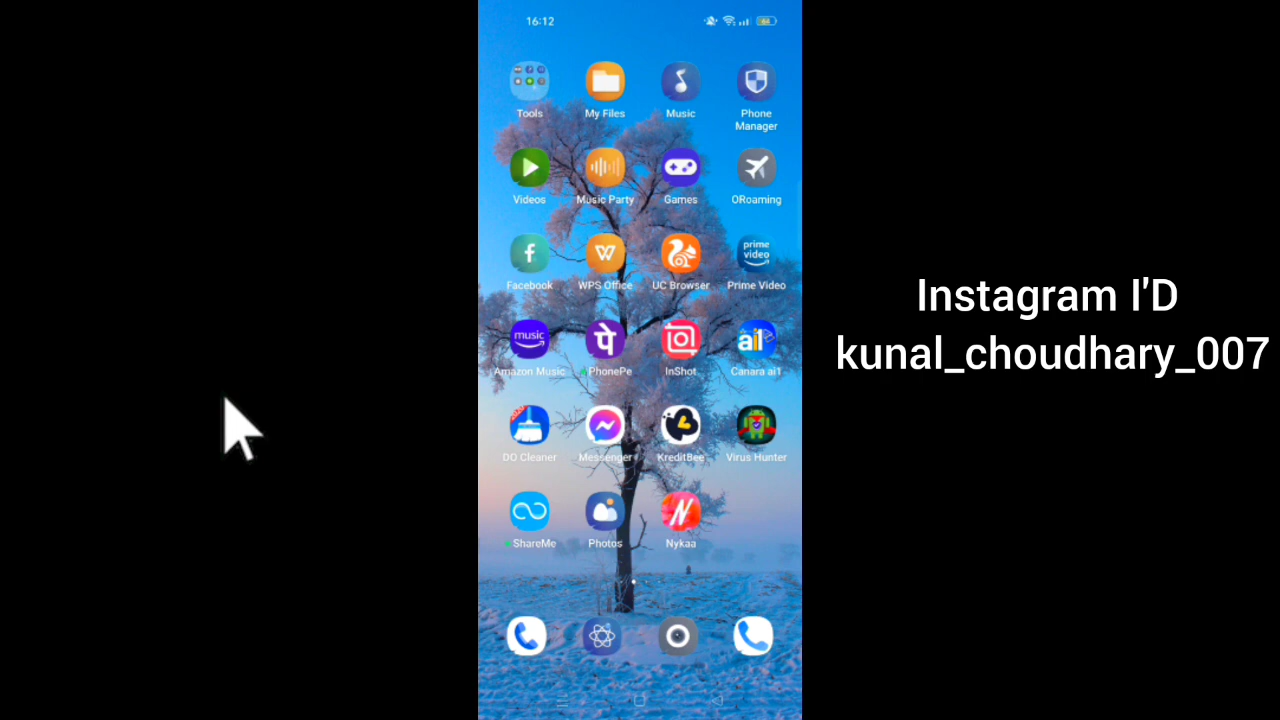 16:12
64
Tools
My Files
Music
Phone
Manager
Videos
Music Party
Games
ORoaming
prime
video
Facebook
WPS Office
UC Browser
Prime Video
music
पे
ai1
Amazon Music
PhonePe
InShot
Canara ai1
DO Cleaner
Messenger
KreditBee
Virus Hunter
ShareMe
Photos
Nykaa
Instagram I'D
kunal_choudhary_007